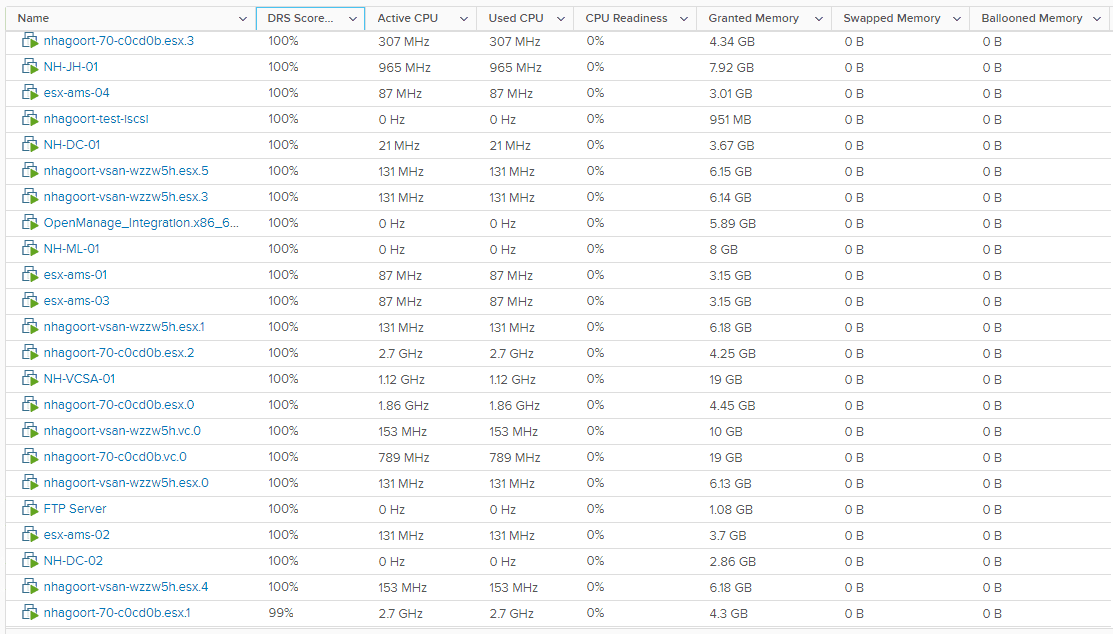 Name DRS Score... Active CPU Used CPU CPU Readiness Granted Memory Swapped Memory Ballooned Memory
nhagoort-70-c0cd0b.esx.3 100% 307 MHz 307 MHz 0% 4.34 GB 0 B 0 B
NH-JH-01 100% 965 MHz 965 MHz 0% 7.92 GB 0 B 0 B
esx-ams-04 100% 87 MHz 87 MHz 0% 3.01 GB 0 B 0 B
nhagoort-test-iscsi 100% 0 Hz 0 Hz 0% 951 MB 0 B 0 B
NH-DC-01 100% 21 MHz 21 MHz 0% 3.67 GB 0 B 0 B
nhagoort-vsan-wzzw5h.esx.5 100% 131 MHz 131 MHz 0% 6.15 GB 0 B 0 B
nhagoort-vsan-wzzw5h.esx.3 100% 131 MHz 131 MHz 0% 6.14 GB 0 B 0 B
OpenManage_Integration.x86_6... 100% 0 Hz 0 Hz 0% 5.89 GB 0 B 0 B
NH-ML-01 100% 0 Hz 0 Hz 0% 8 GB 0 B 0 B
esx-ams-01 100% 87 MHz 87 MHz 0% 3.15 GB 0 B 0 B
esx-ams-03 100% 87 MHz 87 MHz 0% 3.15 GB 0 B 0 B
nhagoort-vsan-wzzw5h.esx.1 100% 131 MHz 131 MHz 0% 6.18 GB 0 B 0 B
nhagoort-70-c0cd0b.esx.2 100% 2.7 GHz 2.7 GHz 0% 4.25 GB 0 B 0 B
NH-VCSA-01 100% 1.12 GHz 1.12 GHz 0% 19 GB 0 B 0 B
nhagoort-70-c0cd0b.esx.0 100% 1.86 GHz 1.86 GHz 0% 4.45 GB 0 B 0 B
nhagoort-vsan-wzzw5h.vc.0 100% 153 MHz 153 MHz 0% 10 GB 0 B 0 B
nhagoort-70-c0cd0b.vc.0 100% 789 MHz 789 MHz 0% 19 GB 0 B 0 B
nhagoort-vsan-wzzw5h.esx.0 100% 131 MHz 131 MHz 0% 6.13 GB 0 B 0 B
FTP Server 100% 0 Hz 0 Hz 0% 1.08 GB 0 B 0 B
esx-ams-02 100% 131 MHz 131 MHz 0% 3.7 GB 0 B 0 B
NH-DC-02 100% 0 Hz 0 Hz 0% 2.86 GB 0 B 0 B
nhagoort-vsan-wzzw5h.esx.4 100% 153 MHz 153 MHz 0% 6.18 GB 0 B 0 B
nhagoort-70-c0cd0b.esx.1 99% 2.7 GHz 2.7 GHz 0% 4.3 GB 0 B 0 B